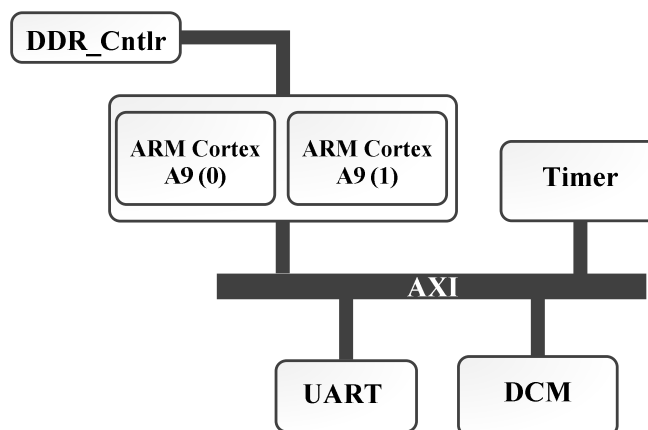 DDR_Cntlr
ARM Cortex
A9 (0)
ARM Cortex
A9 (1)
Timer
AXI
UART
DCM